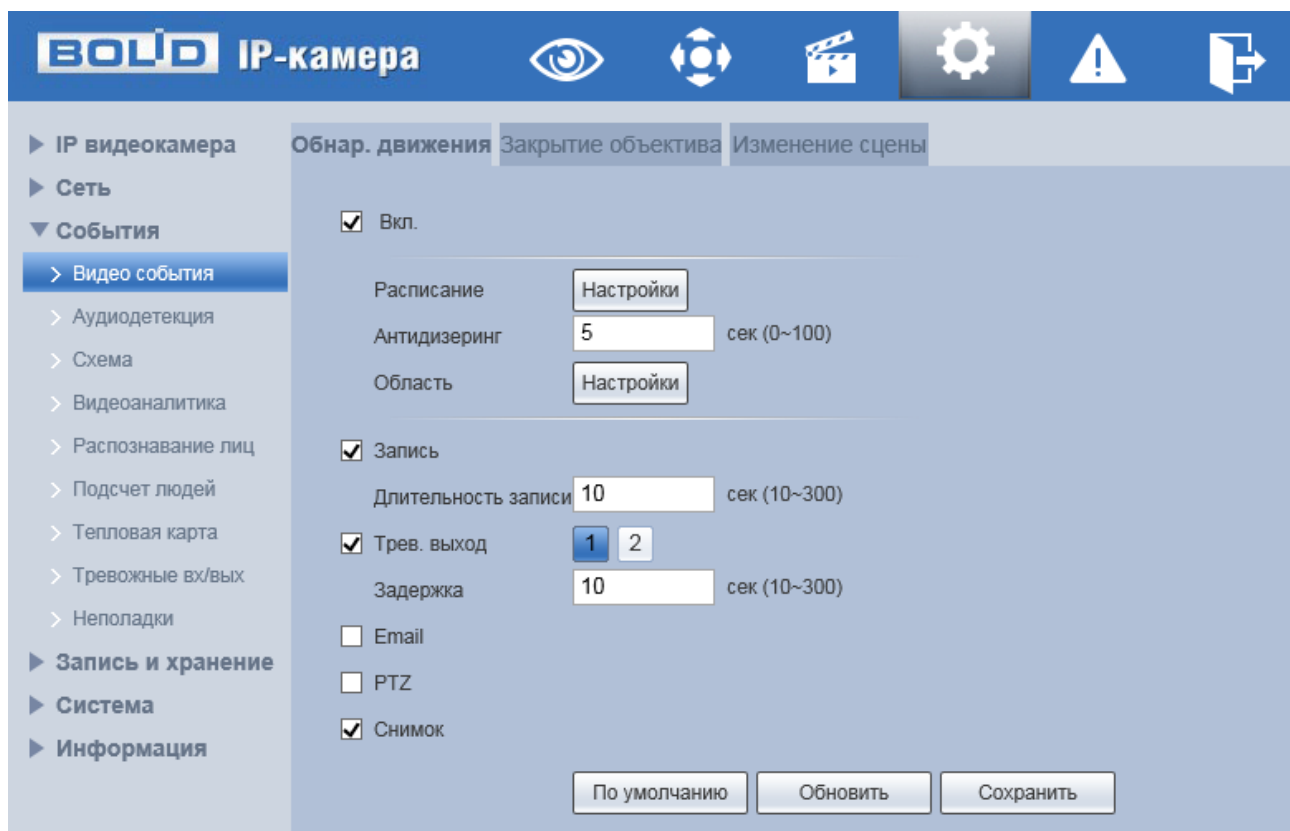 BOLID IP-камера
IP видеокамера
Сеть
События
Видео события
Аудиодетекция
Схема
Видеоаналитика
Распознавание лиц
Подсчет людей
Тепловая карта
Тревожные вх/вых
Неполадки
Запись и хранение
Система
Информация
Обнар. движения Закрытие объектива Изменение сцены
Вкл.
Расписание Настройки
Антидизеринг 5 сек (0~100)
Область Настройки
Запись
Длительность записи 10 сек (10~300)
Трев. выход 1 2
Задержка 10 сек (10~300)
Email
PTZ
Снимок
По умолчанию Обновить Сохранить